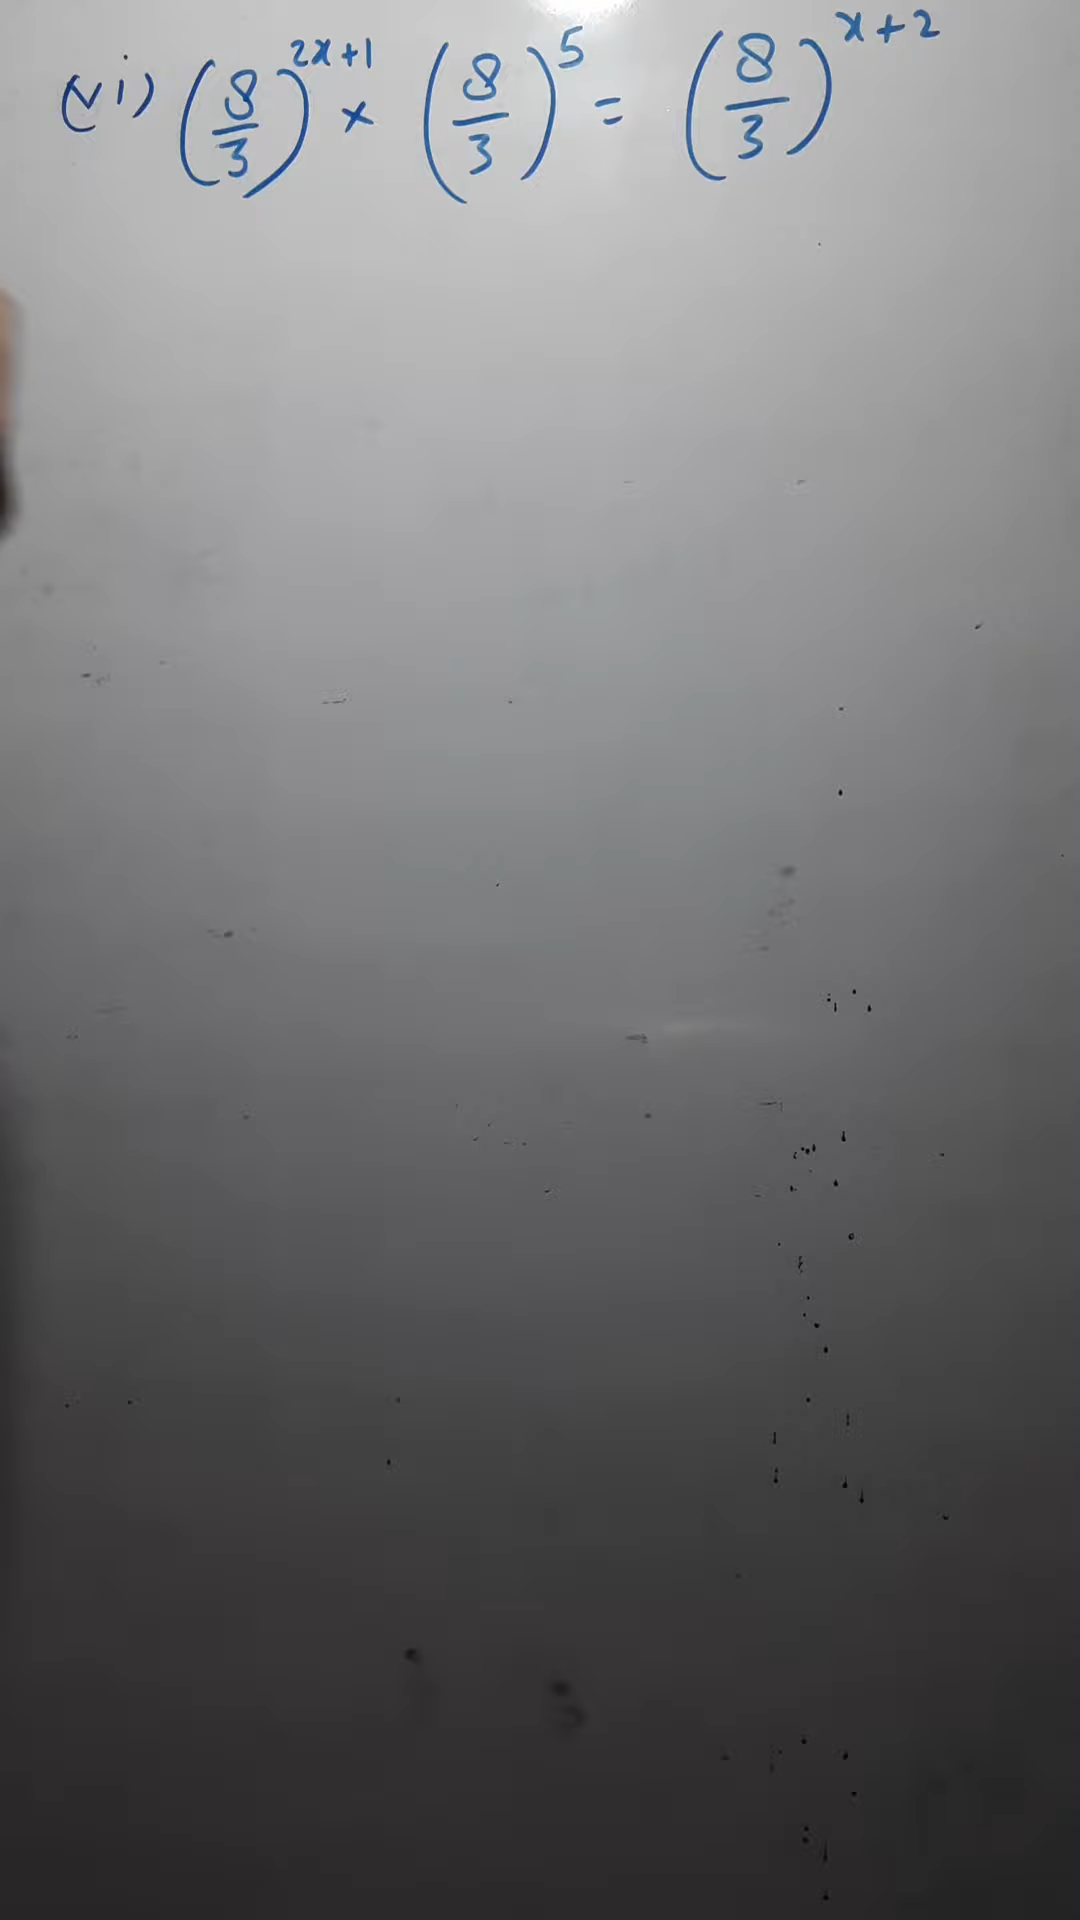 (vi) (8/3)^{2x+1} × (8/3)^5 = (8/3)^{x+2}